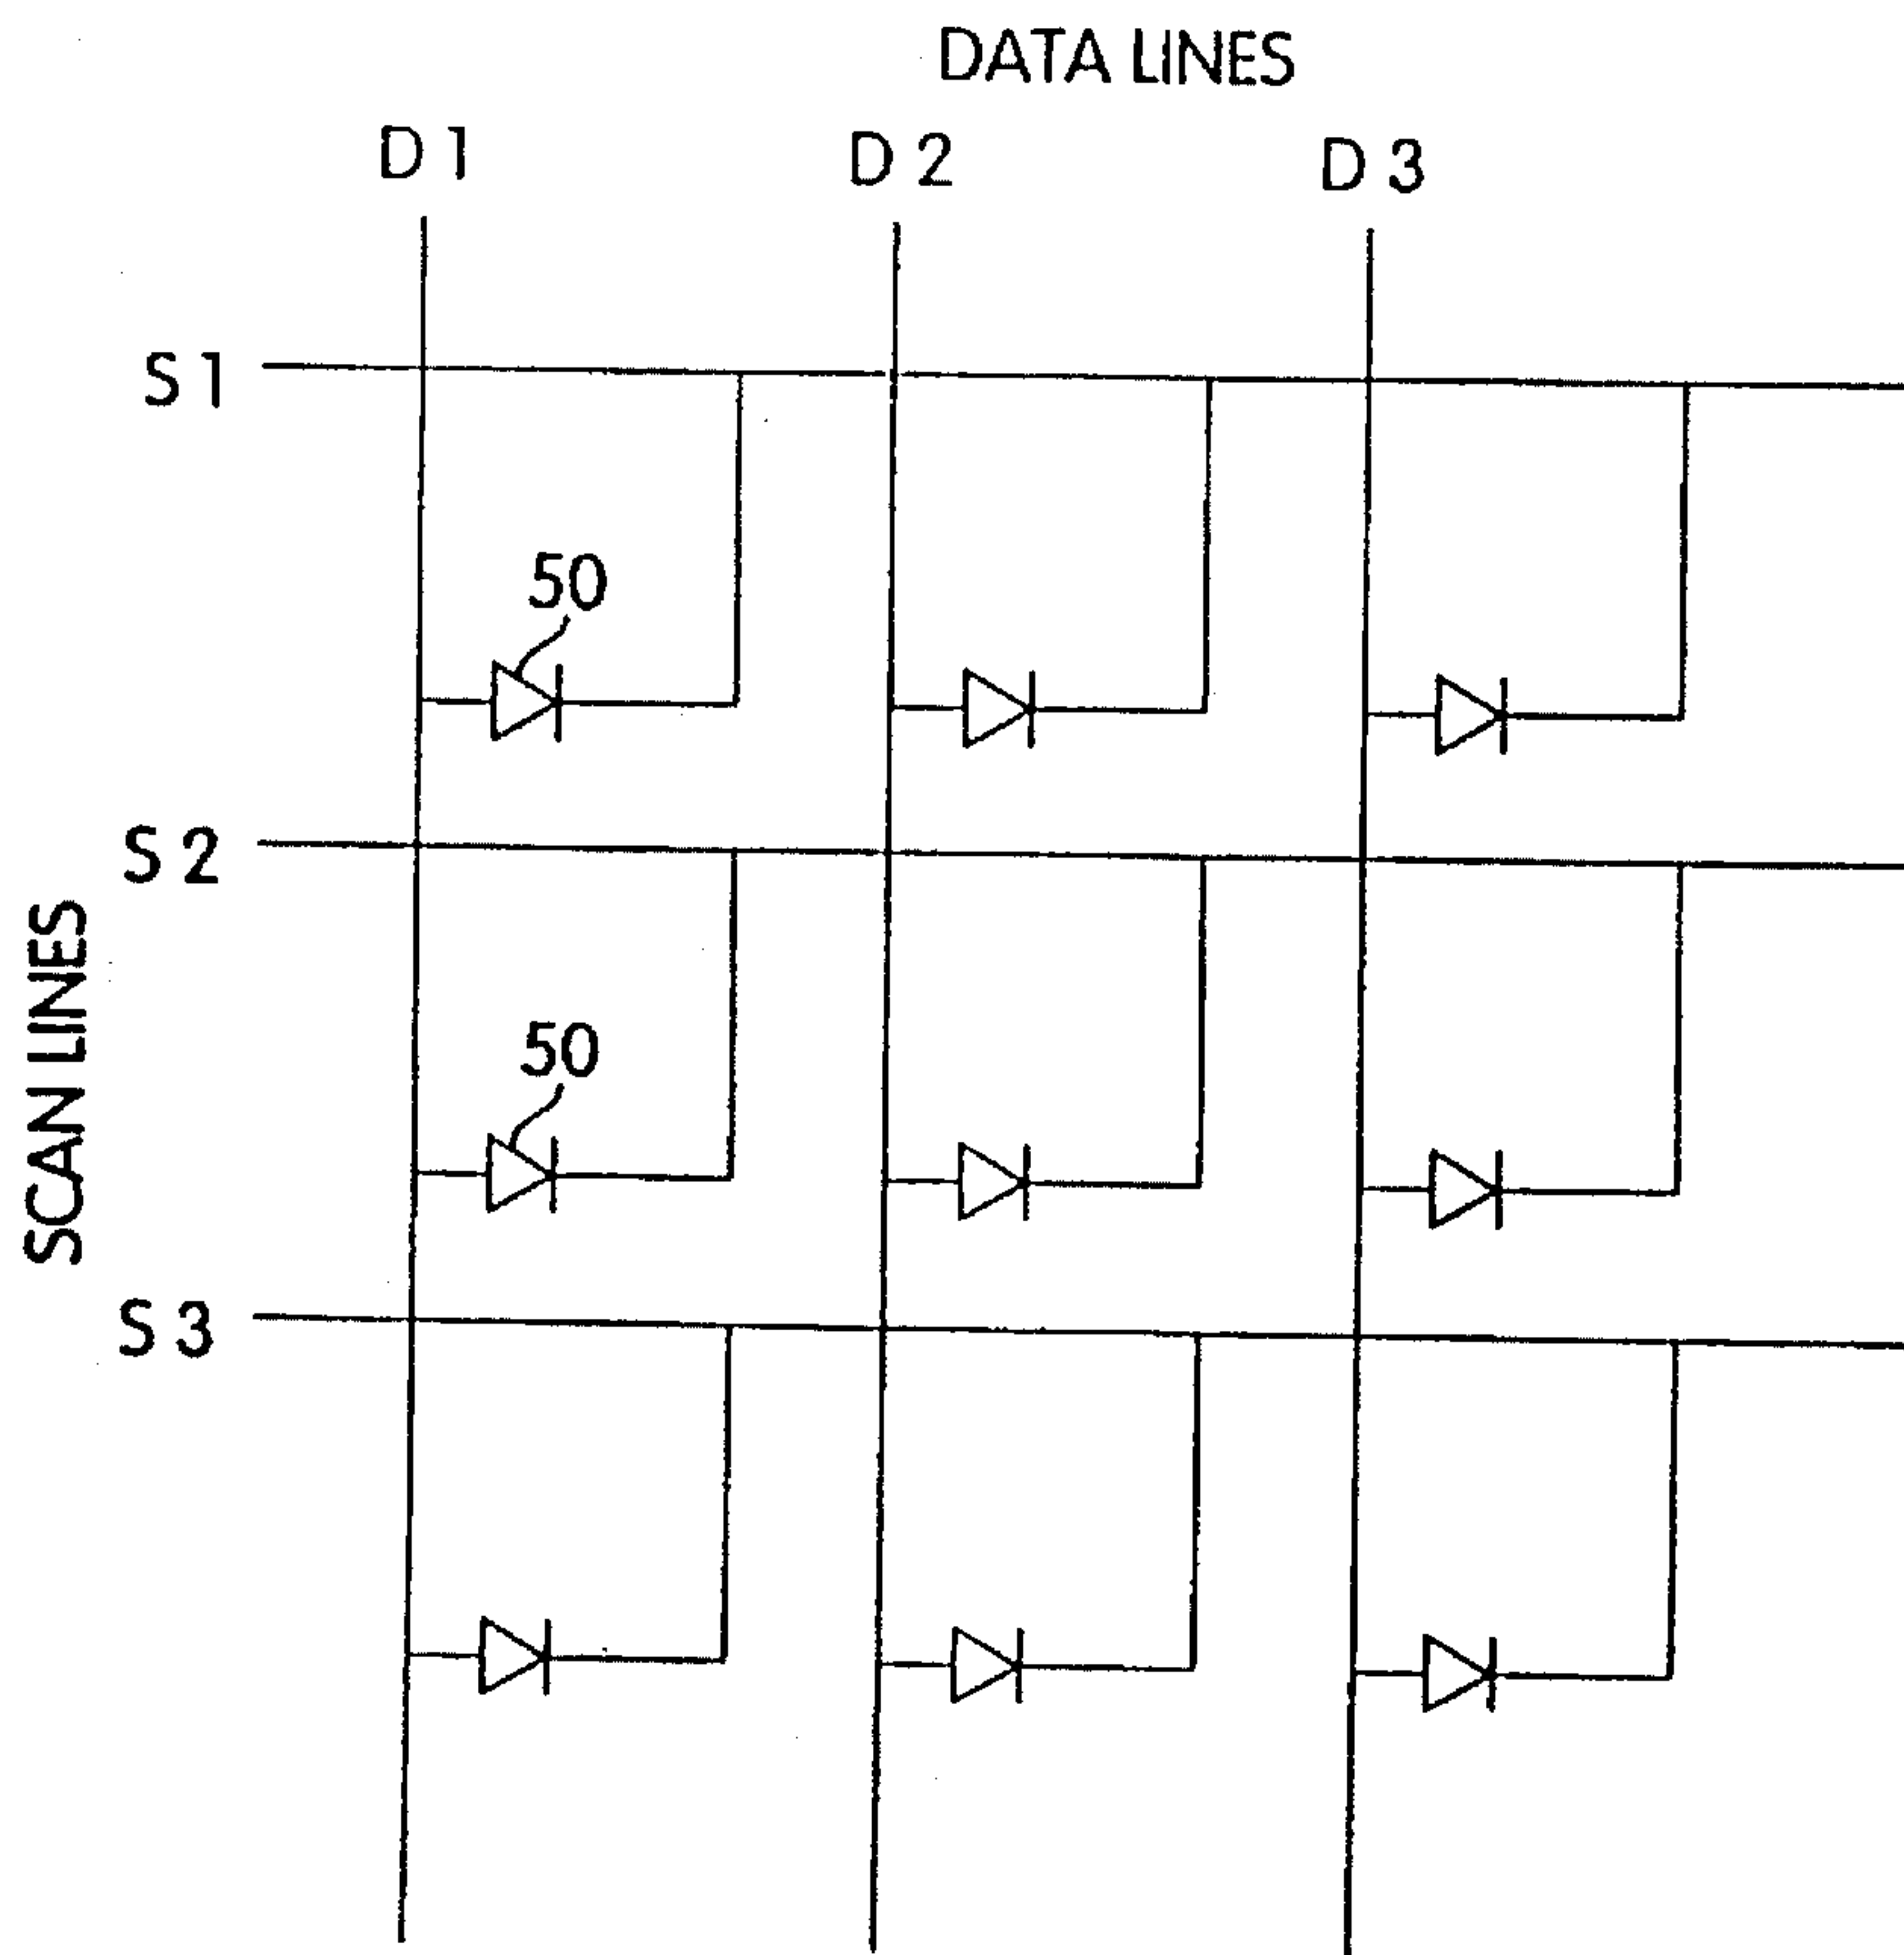 DATA LINES
D 1 D 2 D 3
S 1
50
S 2
SCAN LINES
50
S 3